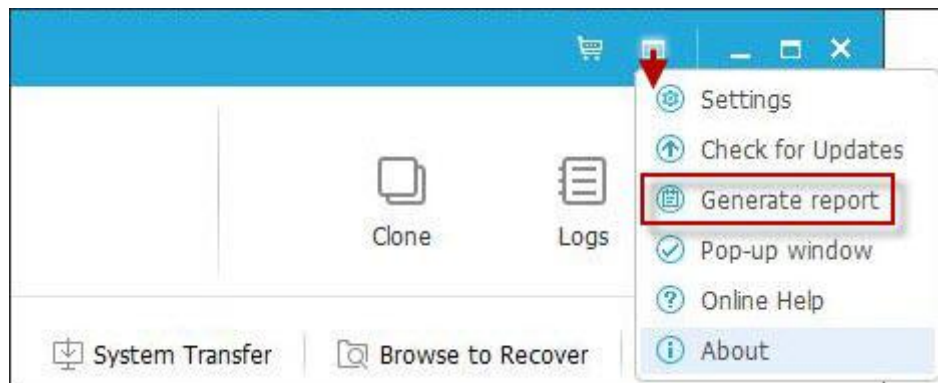 Settings
Check for Updates
Generate report
Pop-up window
Online Help
About
Clone
Logs
System Transfer
Browse to Recover